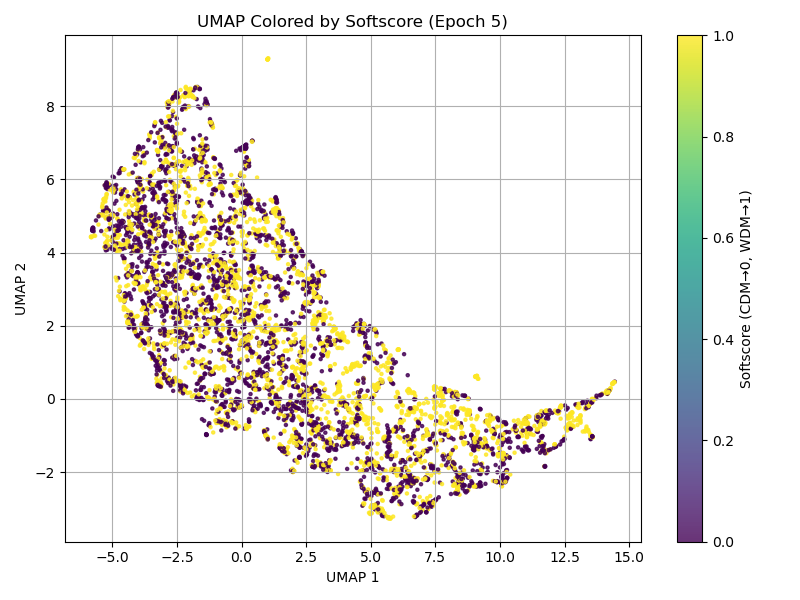 UMAP Colored by Softscore (Epoch 5)
UMAP 2
8
6
4
2
0
−2
−5.0 −2.5 0.0 2.5 5.0 7.5 10.0 12.5 15.0
UMAP 1
1.0
0.8
0.6
0.4
0.2
0.0
Softscore (CDM→0, WDM→1)